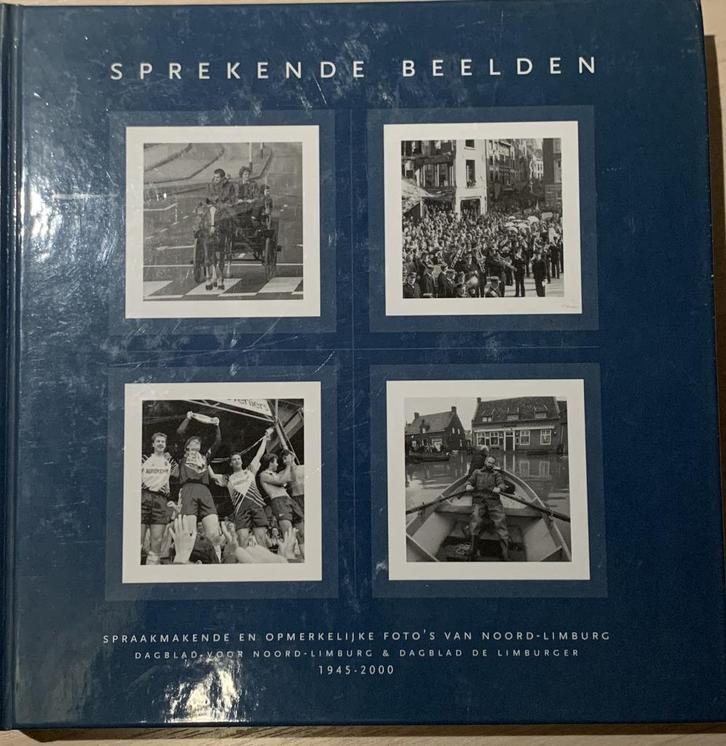 SPREKENDE BEELDEN
SPRAAKMAKENDE EN OPMERKELIJKE FOTO'S VAN NOORD-LIMBURG
DAGBLAD VOOR NOORD-LIMBURG & DAGBLAD DE LIMBURGER
1945-2000